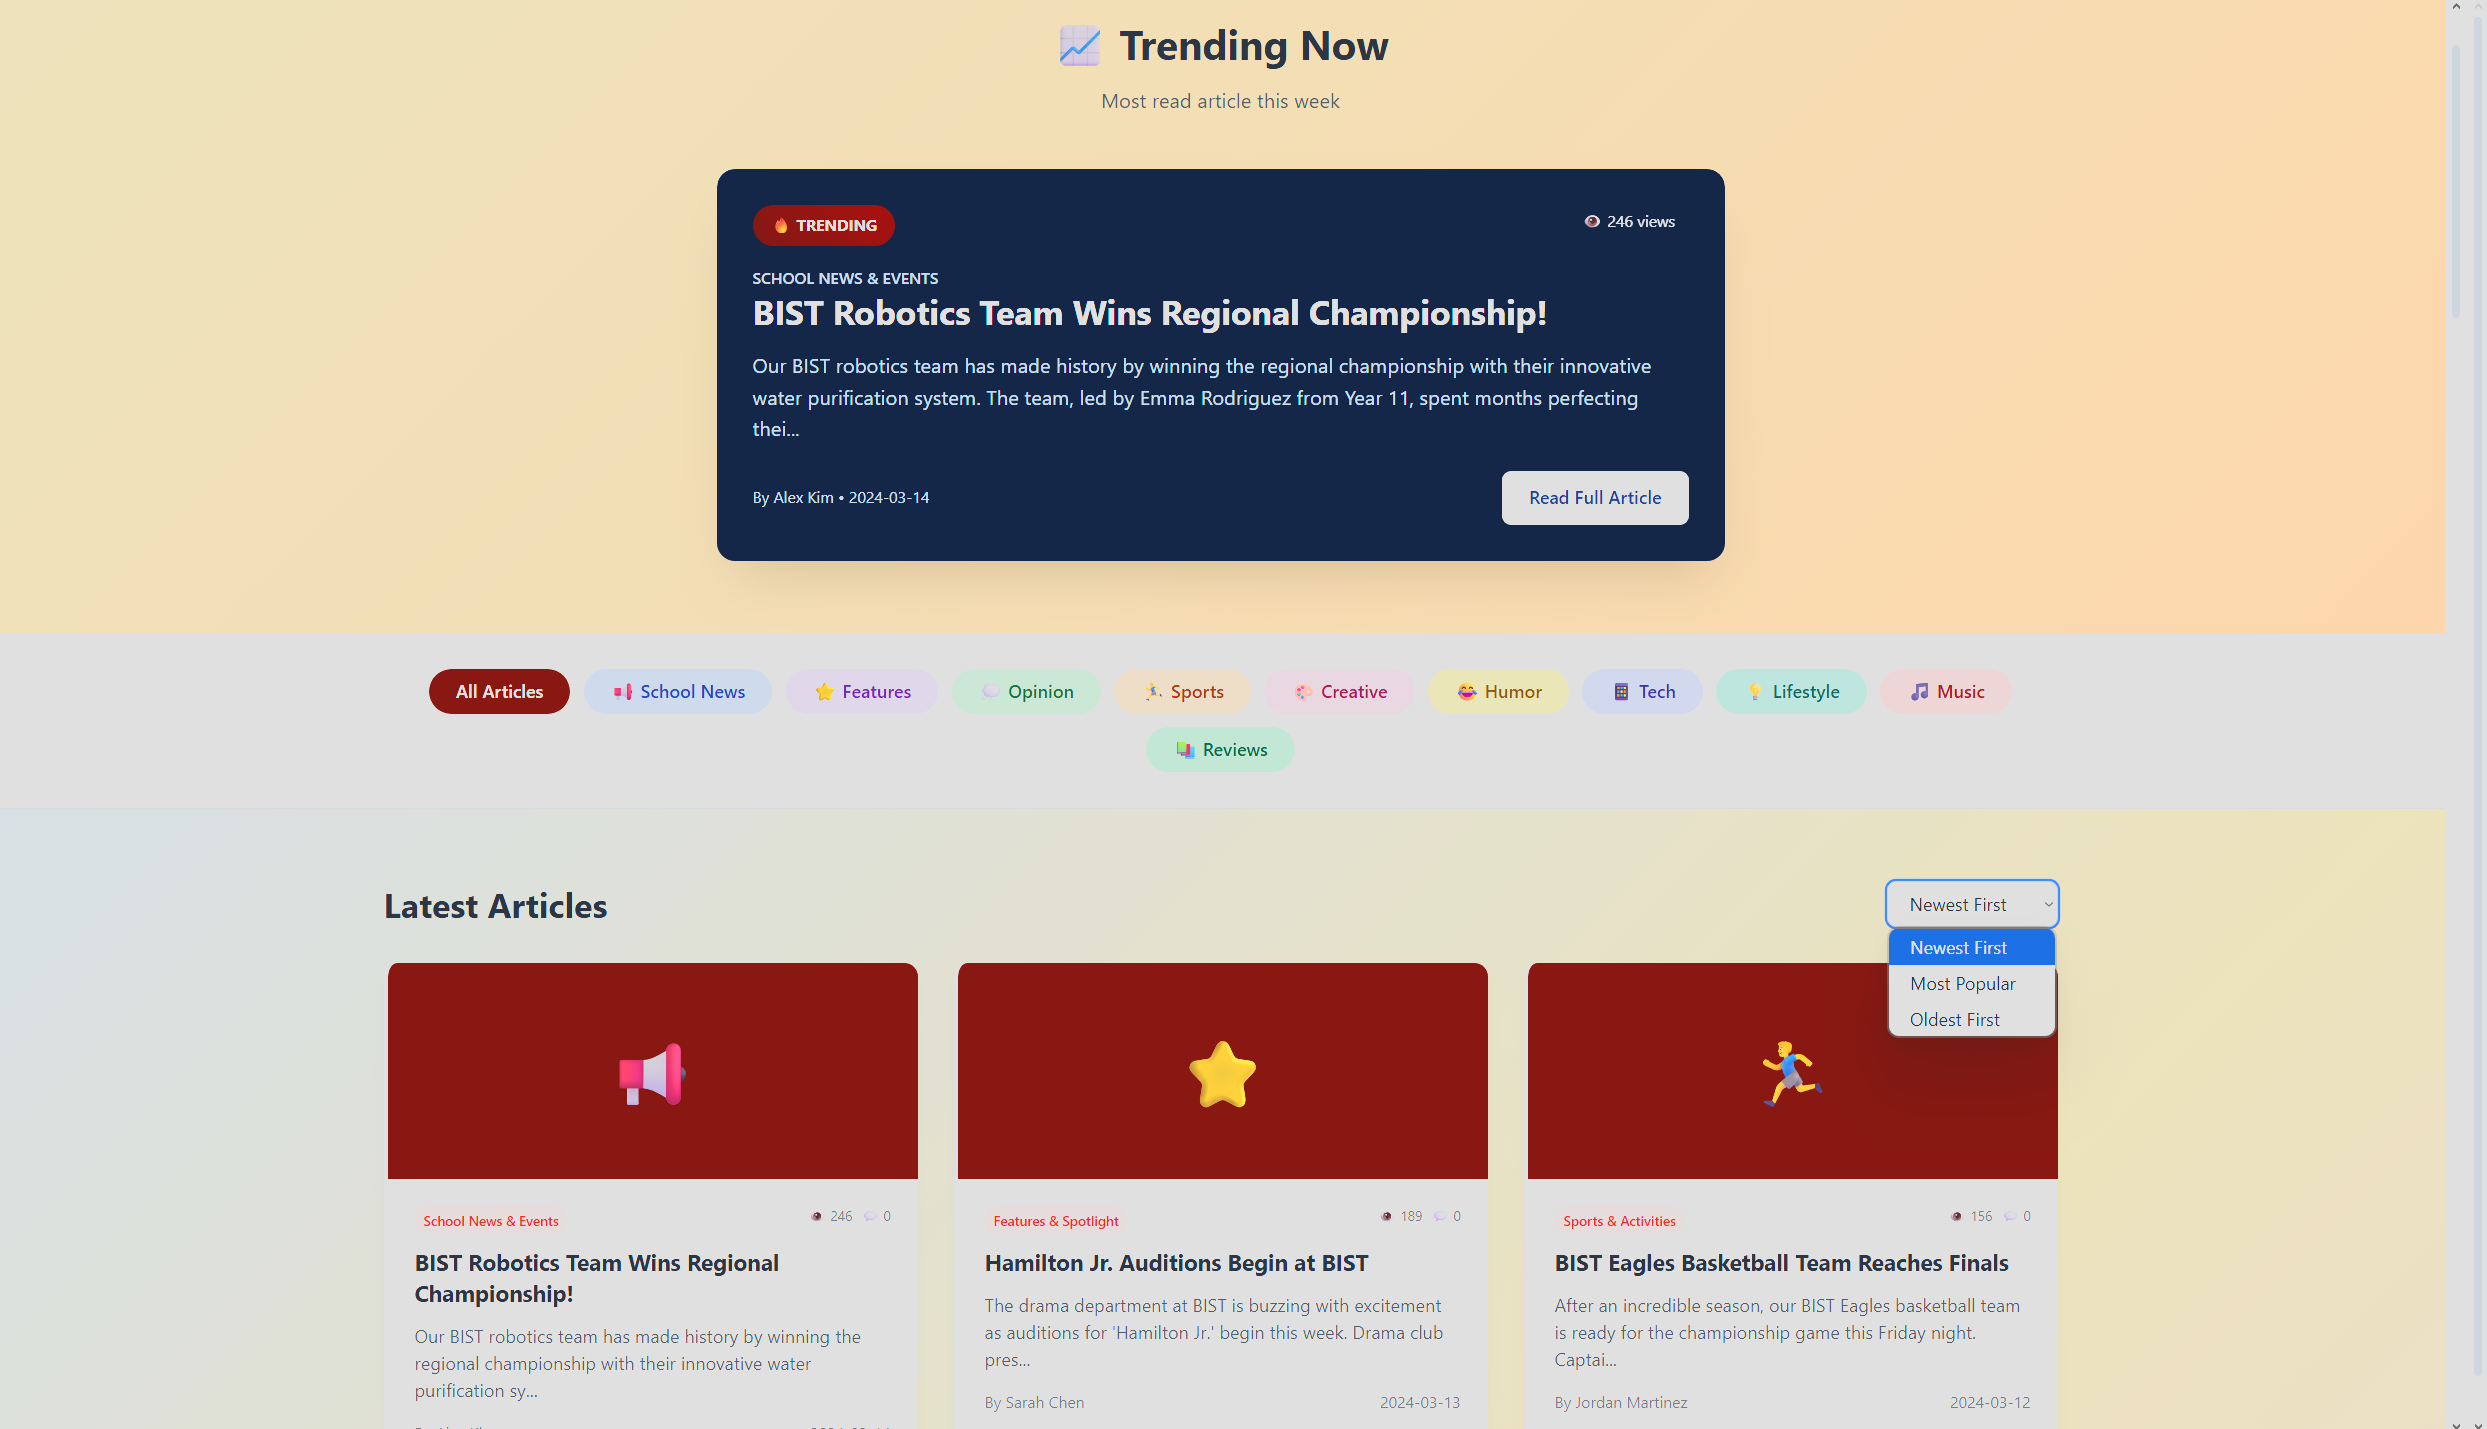 Trending Now
Most read article this week
TRENDING
246 views
SCHOOL NEWS & EVENTS
BIST Robotics Team Wins Regional Championship!
Our BIST robotics team has made history by winning the regional championship with their innovative
water purification system. The team, led by Emma Rodriguez from Year 11, spent months perfecting
thei...
By Alex Kim • 2024-03-14
Read Full Article
All Articles
School News
Features
Opinion
Sports
Creative
Humor
Tech
Lifestyle
Music
Reviews
Latest Articles
Newest First
Newest First
Most Popular
Oldest First
School News & Events
246
0
BIST Robotics Team Wins Regional
Championship!
Our BIST robotics team has made history by winning the
regional championship with their innovative water
purification sy...
Features & Spotlight
189
0
Hamilton Jr. Auditions Begin at BIST
The drama department at BIST is buzzing with excitement
as auditions for 'Hamilton Jr.' begin this week. Drama club
pres...
By Sarah Chen
2024-03-13
Sports & Activities
156
0
BIST Eagles Basketball Team Reaches Finals
After an incredible season, our BIST Eagles basketball team
is ready for the championship game this Friday night.
Captai...
By Jordan Martinez
2024-03-12